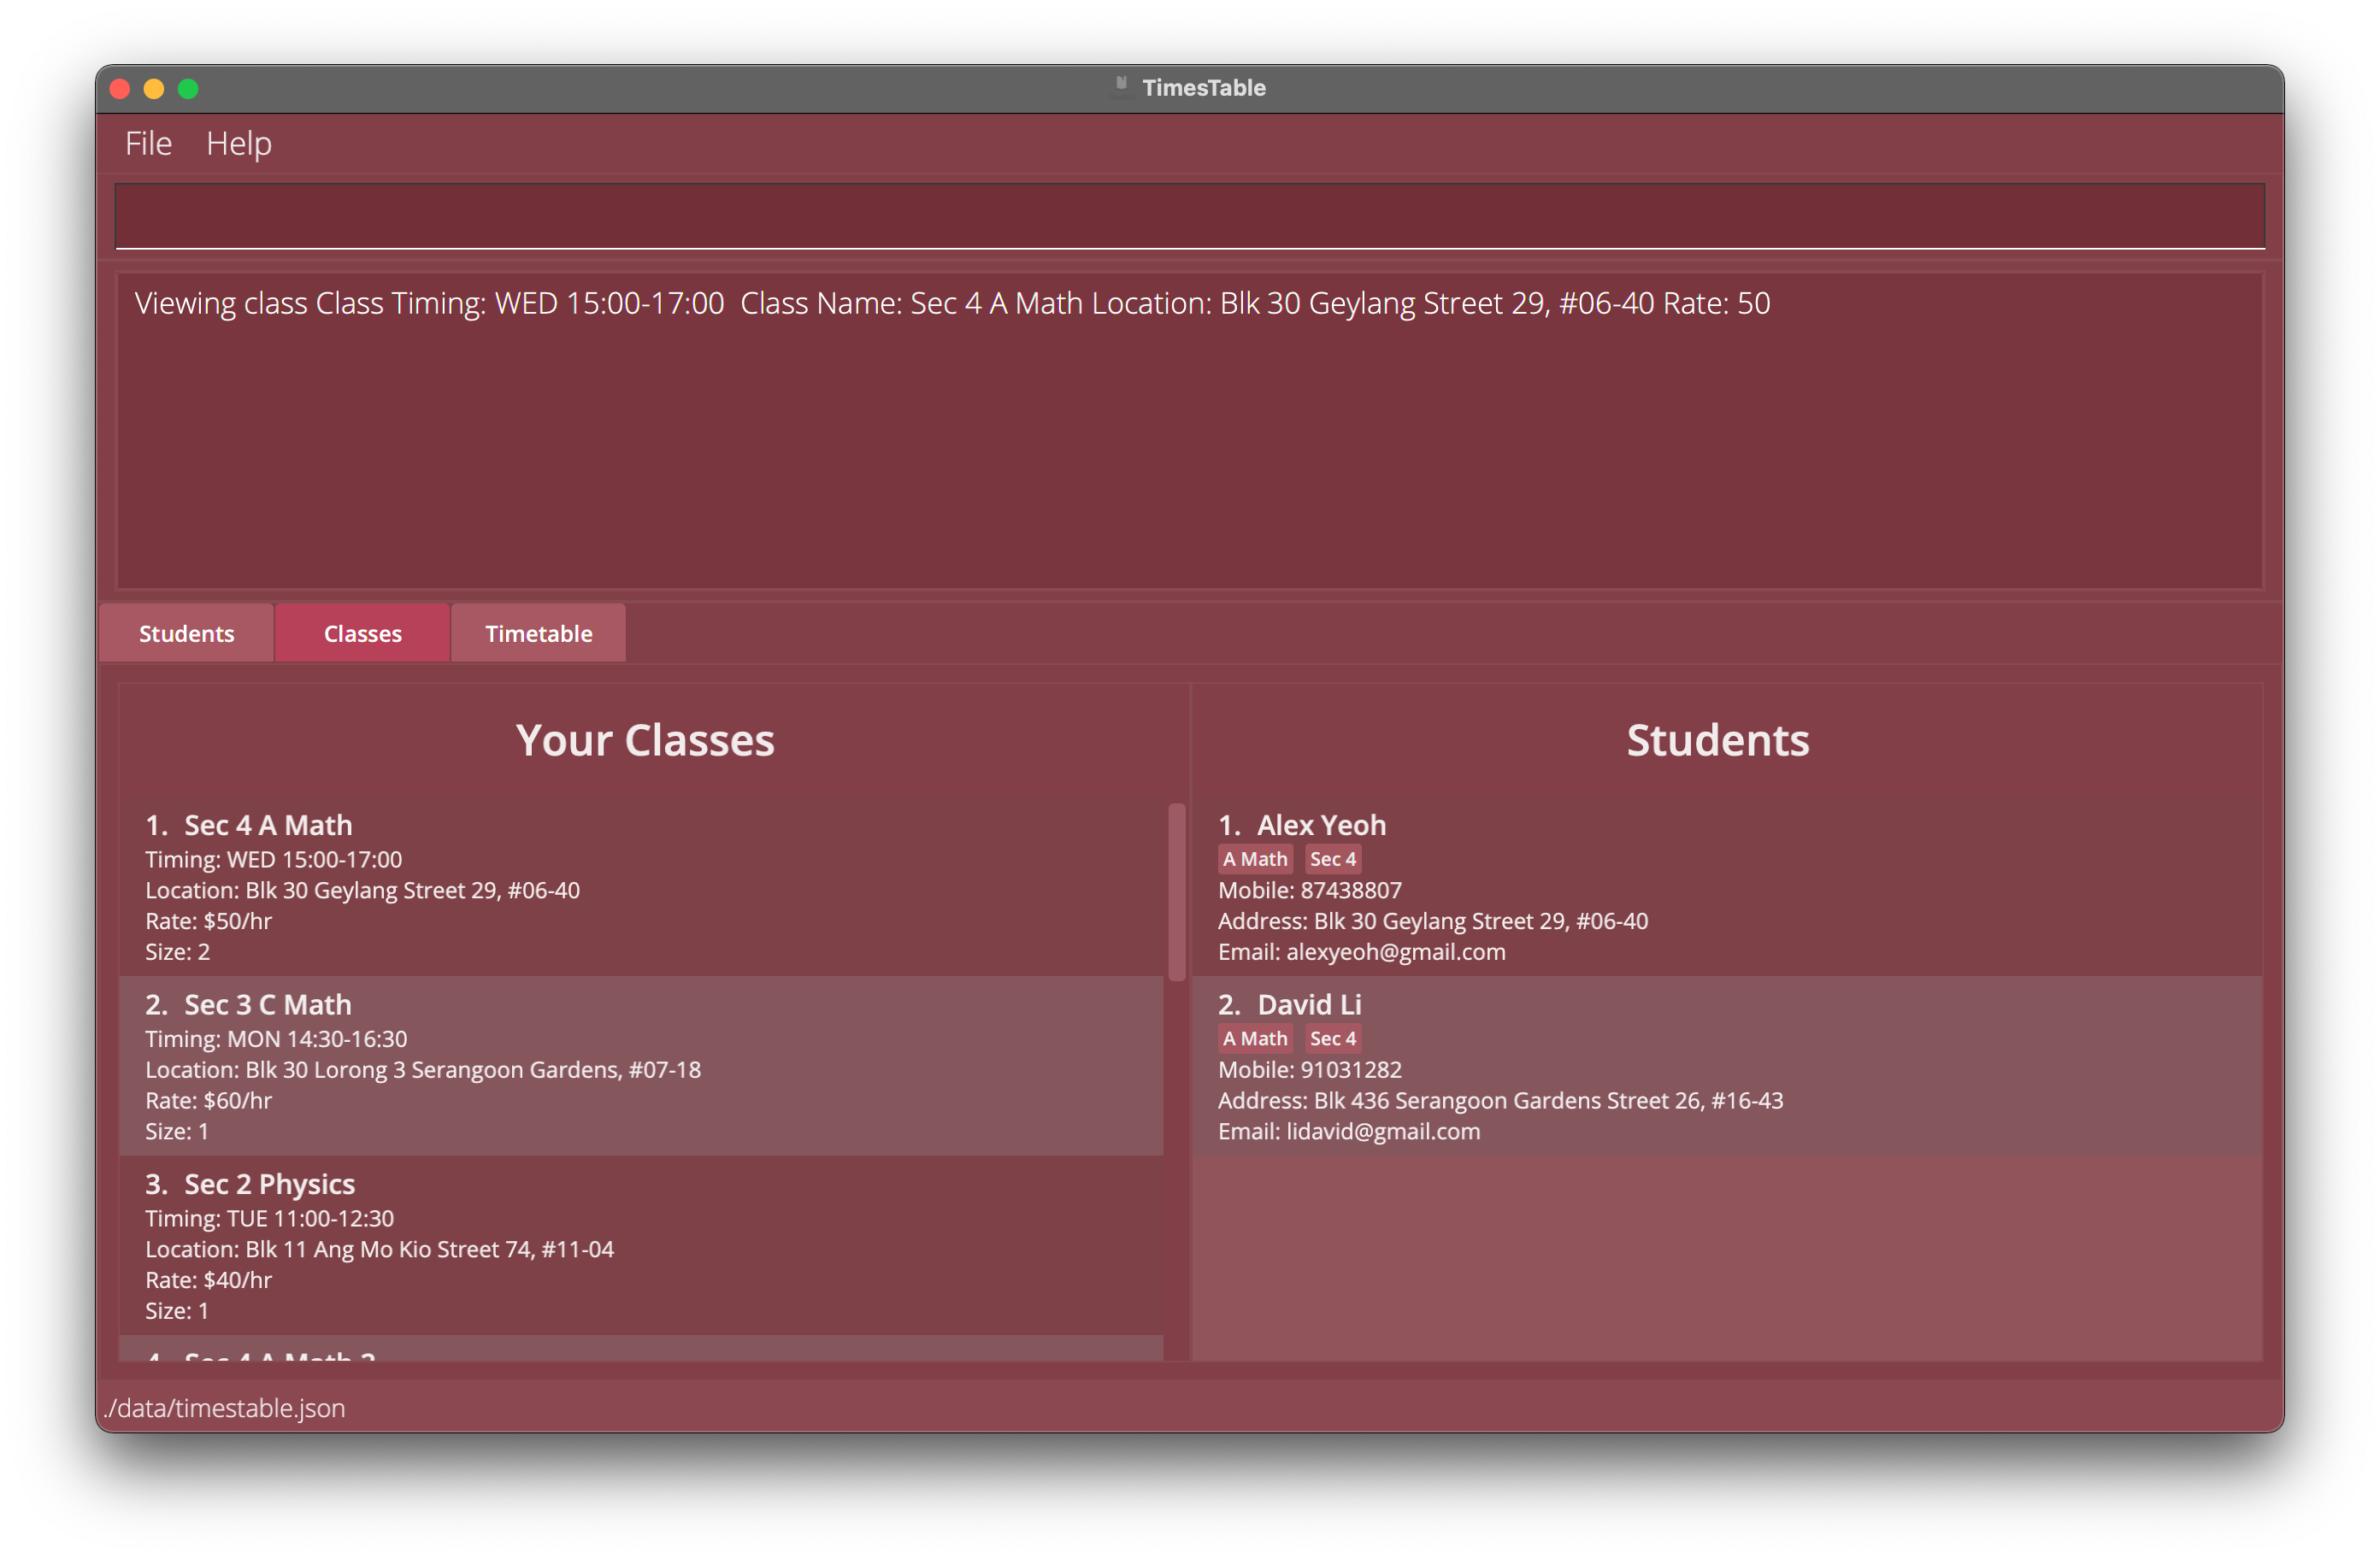 TimesTable
File Help
Viewing class Class Timing: WED 15:00-17:00  Class Name: Sec 4 A Math Location: Blk 30 Geylang Street 29, #06-40 Rate: 50
Students Classes Timetable
Your Classes
1. Sec 4 A Math
Timing: WED 15:00-17:00
Location: Blk 30 Geylang Street 29, #06-40
Rate: $50/hr
Size: 2
2. Sec 3 C Math
Timing: MON 14:30-16:30
Location: Blk 30 Lorong 3 Serangoon Gardens, #07-18
Rate: $60/hr
Size: 1
3. Sec 2 Physics
Timing: TUE 11:00-12:30
Location: Blk 11 Ang Mo Kio Street 74, #11-04
Rate: $40/hr
Size: 1
4. Sec 4 A Math 2
Students
1. Alex Yeoh
A Math Sec 4
Mobile: 87438807
Address: Blk 30 Geylang Street 29, #06-40
Email: alexyeoh@gmail.com
2. David Li
A Math Sec 4
Mobile: 91031282
Address: Blk 436 Serangoon Gardens Street 26, #16-43
Email: lidavid@gmail.com
./data/timestable.json